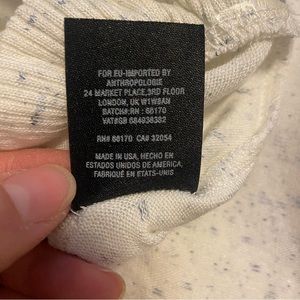 FOR EU-IMPORTED BY
ANTHROPOLOGIE
24 MARKET PLACE,3RD FLOOR
LONDON, UK W1W8AN
BATCH#:RN : 66170
VAT#GB 684938382
RN# 66170 CA# 32054
MADE IN USA, HECHO EN
ESTADOS UNIDOS DE AMERICA,
FABRIQUÉ EN ETATS-UNIS